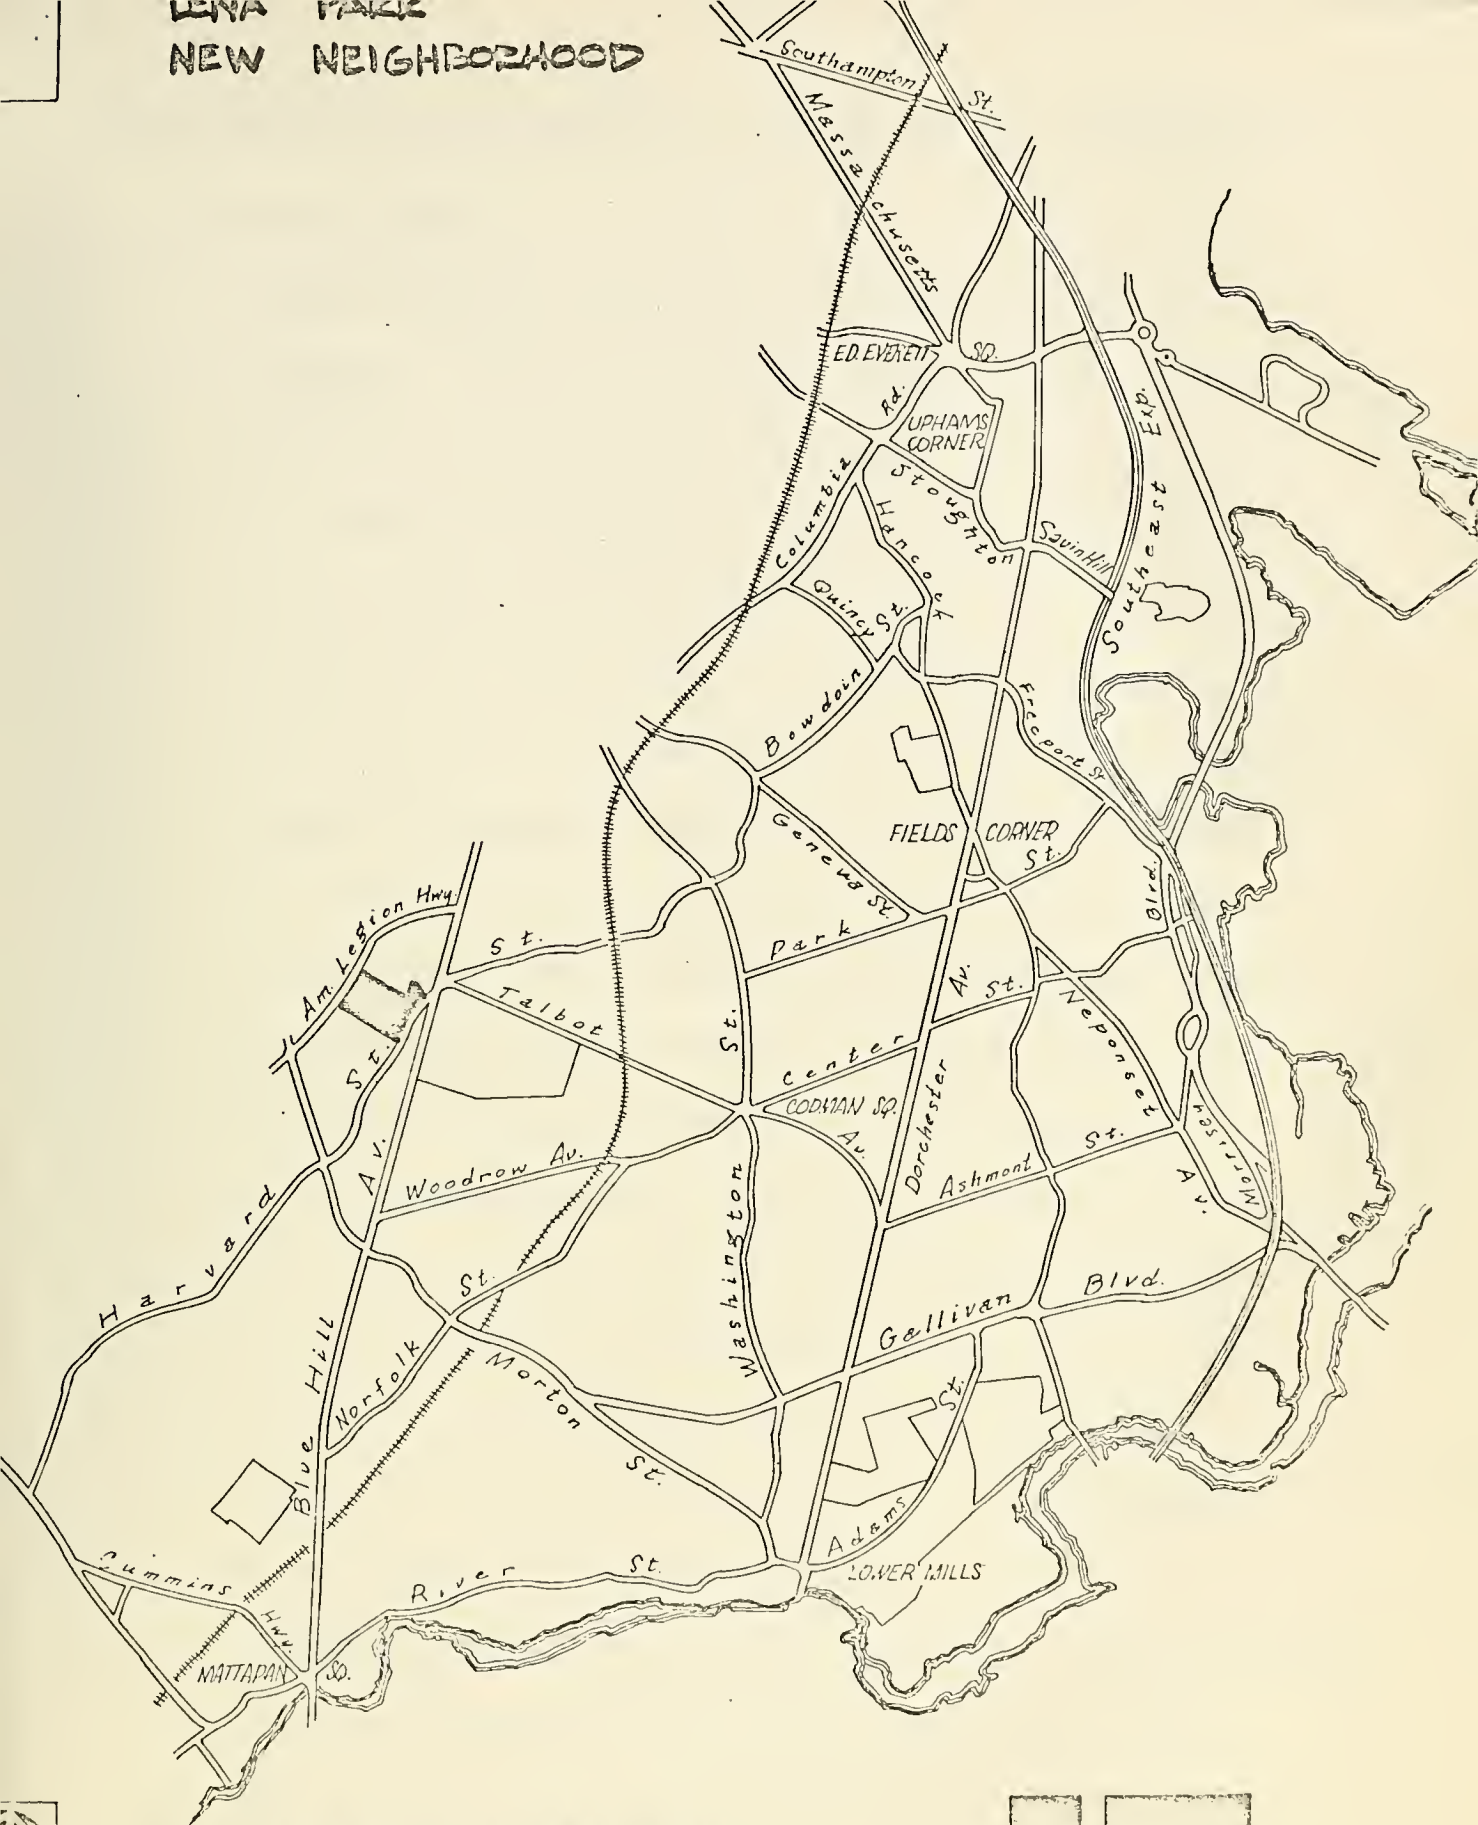 LENA PARK
NEW NEIGHBORHOOD
Southampton St.
Massachusetts
ED. EVERETT SQ.
Rd.
UPHAMS
CORNER
Columbia
Stoughton
Hancock
Savin Hill
Southeast Exp.
Quincy
St.
Bowdoin
Freeport St
FIELDS CORNER
St.
Geneva St.
Blvd.
Am. Legion Hwy.
St.
Park
Talbot
Av.
St.
St.
Neponset
St.
Center
CODMAN SQ.
Av.
Dorchester
Morrissey
St.
Ashmont
Av.
Av.
Woodrow Av.
Harvard
Washington
St.
Blvd.
Gallivan
Hill
Norfolk
Morton
St.
St.
Blue
Adams
Cummins
River St.
LOWER MILLS
Hwy.
MATTAPAN SQ.